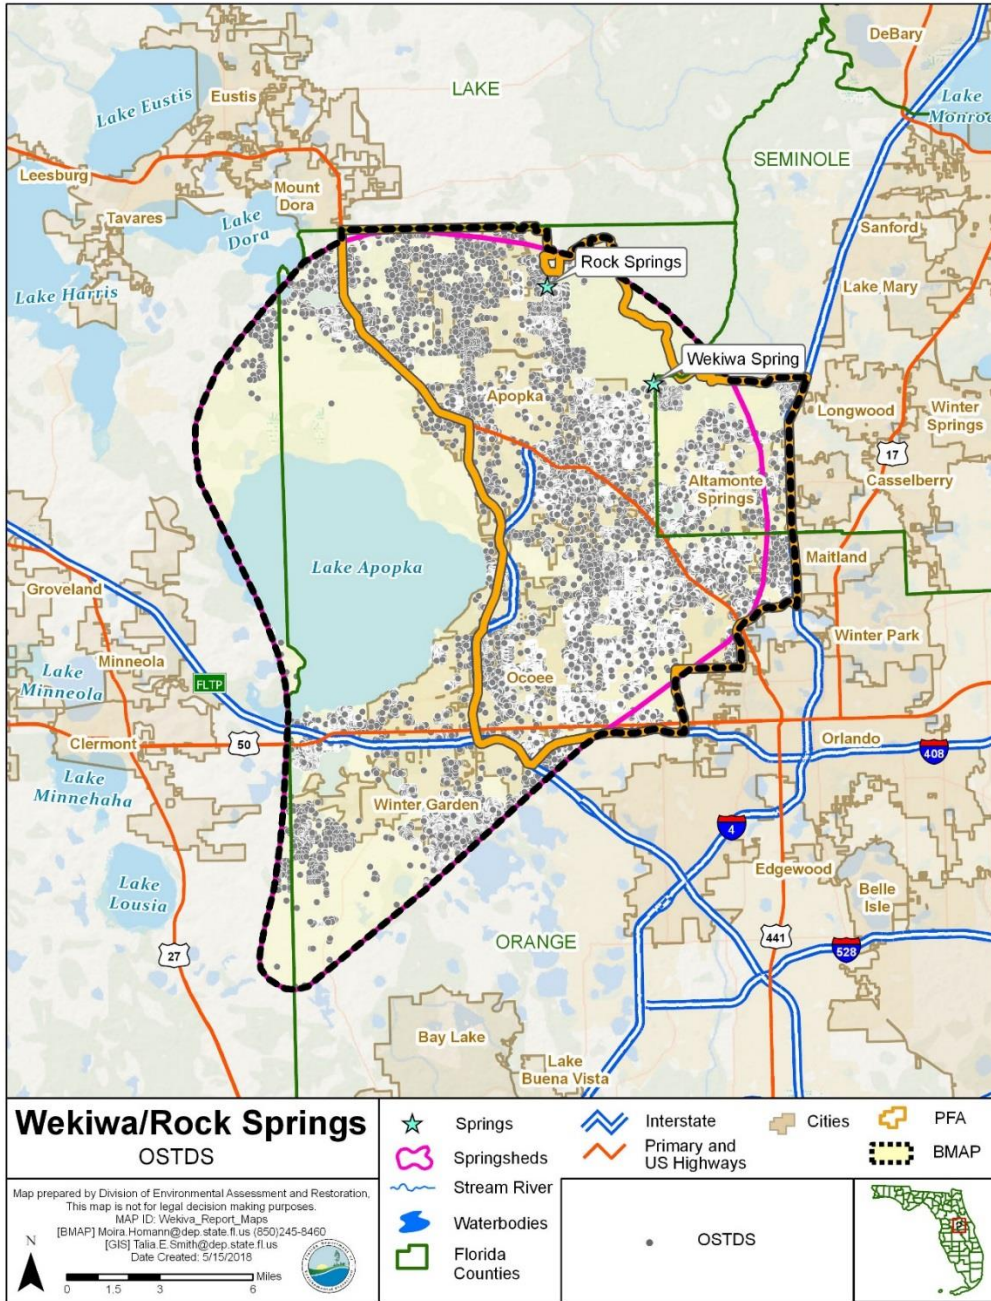 DeBary
LAKE
Lake Eustis
Eustis
Lake
Monroe
SEMINOLE
Leesburg
Mount
Dora
Tavares
Lake
Dora
Sanford
Rock Springs
Lake Harris
Lake Mary
Wekiwa Spring
Apopka
Longwood
Winter
Springs
17
Altamonte
Springs
Casselberry
Lake Apopka
Maitland
Groveland
Winter Park
Minneola
Lake
Minneola
FLTP
Ocoee
Clermont
50
Orlando
408
Lake
Minnehaha
Winter Garden
4
Edgewood
Lake
Lousia
Belle
Isle
ORANGE
441
528
27
Bay Lake
Lake
Buena Vista
Wekiwa/Rock Springs
OSTDS
Map prepared by Division of Environmental Assessment and Restoration,
This map is not for legal decision making purposes.
MAP ID: Wekiva_Report_Maps
[BMAP] Moira.Homann@dep.state.fl.us (850)245-8460
[GIS] Talia.E.Smith@dep.state.fl.us
Date Created: 5/15/2018
N
Miles
0 1.5 3 6
Springs
Springsheds
Stream River
Waterbodies
Florida
Counties
Interstate
Primary and
US Highways
Cities
PFA
BMAP
OSTDS